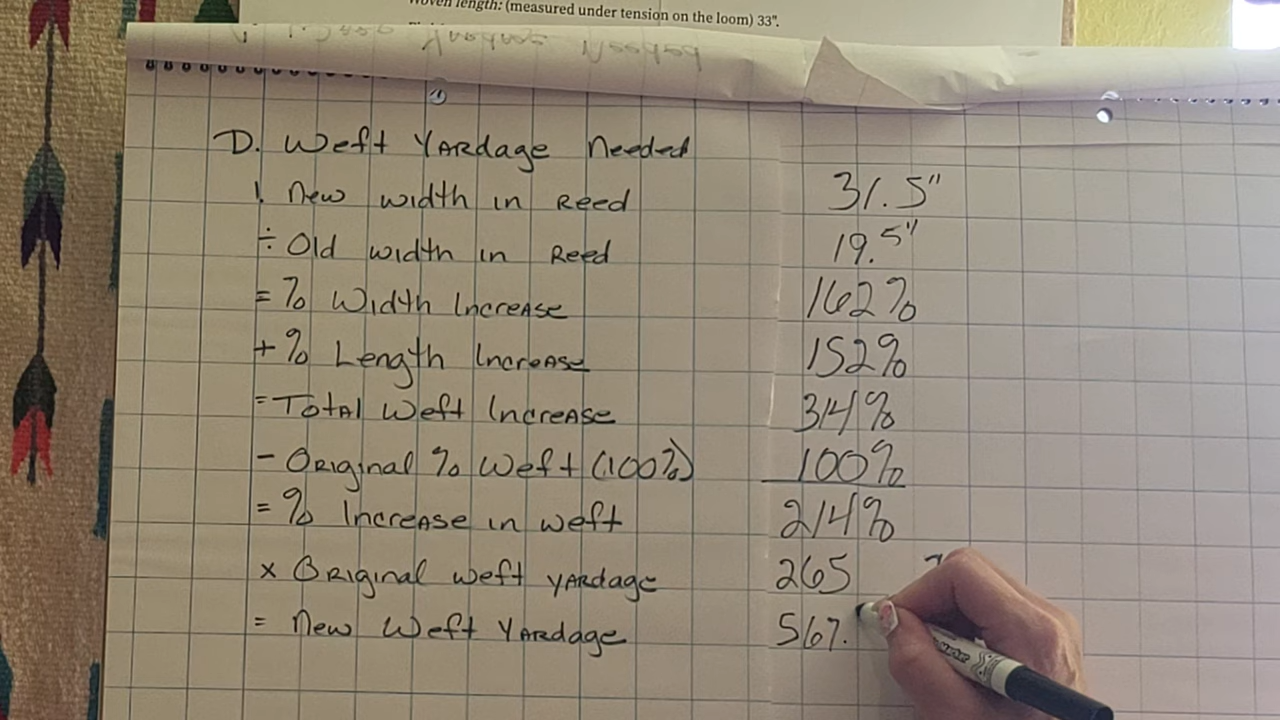 Woven length: (measured under tension on the loom) 33".
Yardage Needed
D. Weft Yardage Needed
! New width in Reed 31.5"
÷ Old width in Reed 19.5"
= % Width Increase 162%
+ % Length Increase 152%
= Total Weft Increase 314%
- Original % Weft (100%) 100%
= % Increase in weft 214%
x Original weft yardage 265
= New Weft Yardage 567.